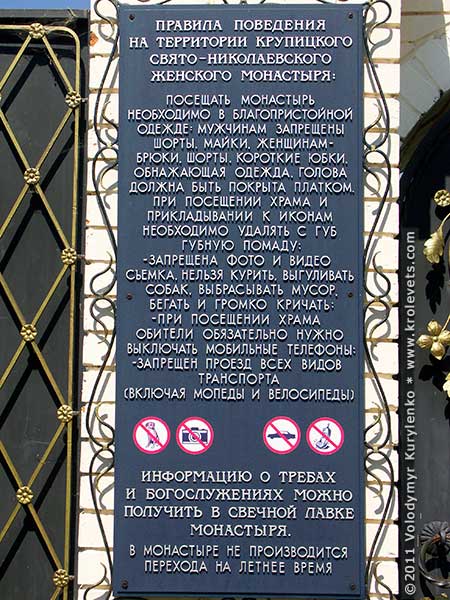 ПРАВИЛА ПОВЕДЕНИЯ
НА ТЕРРИТОРИИ КРУПИЦКОГО
СВЯТО-НИКОЛАЕВСКОГО
ЖЕНСКОГО МОНАСТЫРЯ:
ПОСЕЩАТЬ МОНАСТЫРЬ
НЕОБХОДИМО В БЛАГОПРИСТОЙНОЙ
ОДЕЖДЕ: МУЖЧИНАМ ЗАПРЕЩЕНЫ
ШОРТЫ, МАЙКИ, ЖЕНЩИНАМ-
БРЮКИ, ШОРТЫ, КОРОТКИЕ ЮБКИ,
ОБНАЖАЮЩАЯ ОДЕЖДА, ГОЛОВА
ДОЛЖНА БЫТЬ ПОКРЫТА ПЛАТКОМ.
ПРИ ПОСЕЩЕНИИ ХРАМА И
ПРИКЛАДЫВАНИИ К ИКОНАМ
НЕОБХОДИМО УДАЛЯТЬ С ГУБ
ГУБНУЮ ПОМАДУ:
-ЗАПРЕЩЕНА ФОТО И ВИДЕО
СЬЕМКА, НЕЛЬЗЯ КУРИТЬ, ВЫГУЛИВАТЬ
СОБАК, ВЫБРАСЫВАТЬ МУСОР,
БЕГАТЬ И ГРОМКО КРИЧАТЬ:
-ПРИ ПОСЕЩЕНИИ ХРАМА
ОБИТЕЛИ ОБЯЗАТЕЛЬНО НУЖНО
ВЫКЛЮЧАТЬ МОБИЛЬНЫЕ ТЕЛЕФОНЫ:
-ЗАПРЕЩЕН ПРОЕЗД ВСЕХ ВИДОВ
ТРАНСПОРТА
(ВКЛЮЧАЯ МОПЕДЫ И ВЕЛОСИПЕДЫ)
ИНФОРМАЦИЮ О ТРЕБАХ
И БОГОСЛУЖЕНИЯХ МОЖНО
ПОЛУЧИТЬ В СВЕЧНОЙ ЛАВКЕ
МОНАСТЫРЯ.
В МОНАСТЫРЕ НЕ ПРОИЗВОДИТСЯ
ПЕРЕХОДА НА ЛЕТНЕЕ ВРЕМЯ
©2011 Volodymyr Kurylenko * www.krolevets.com